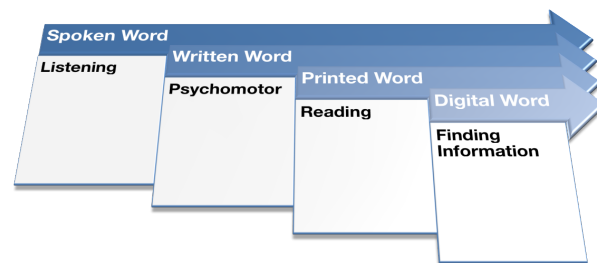 Spoken Word
Listening
Written Word
Psychomotor
Printed Word
Reading
Digital Word
Finding
Information